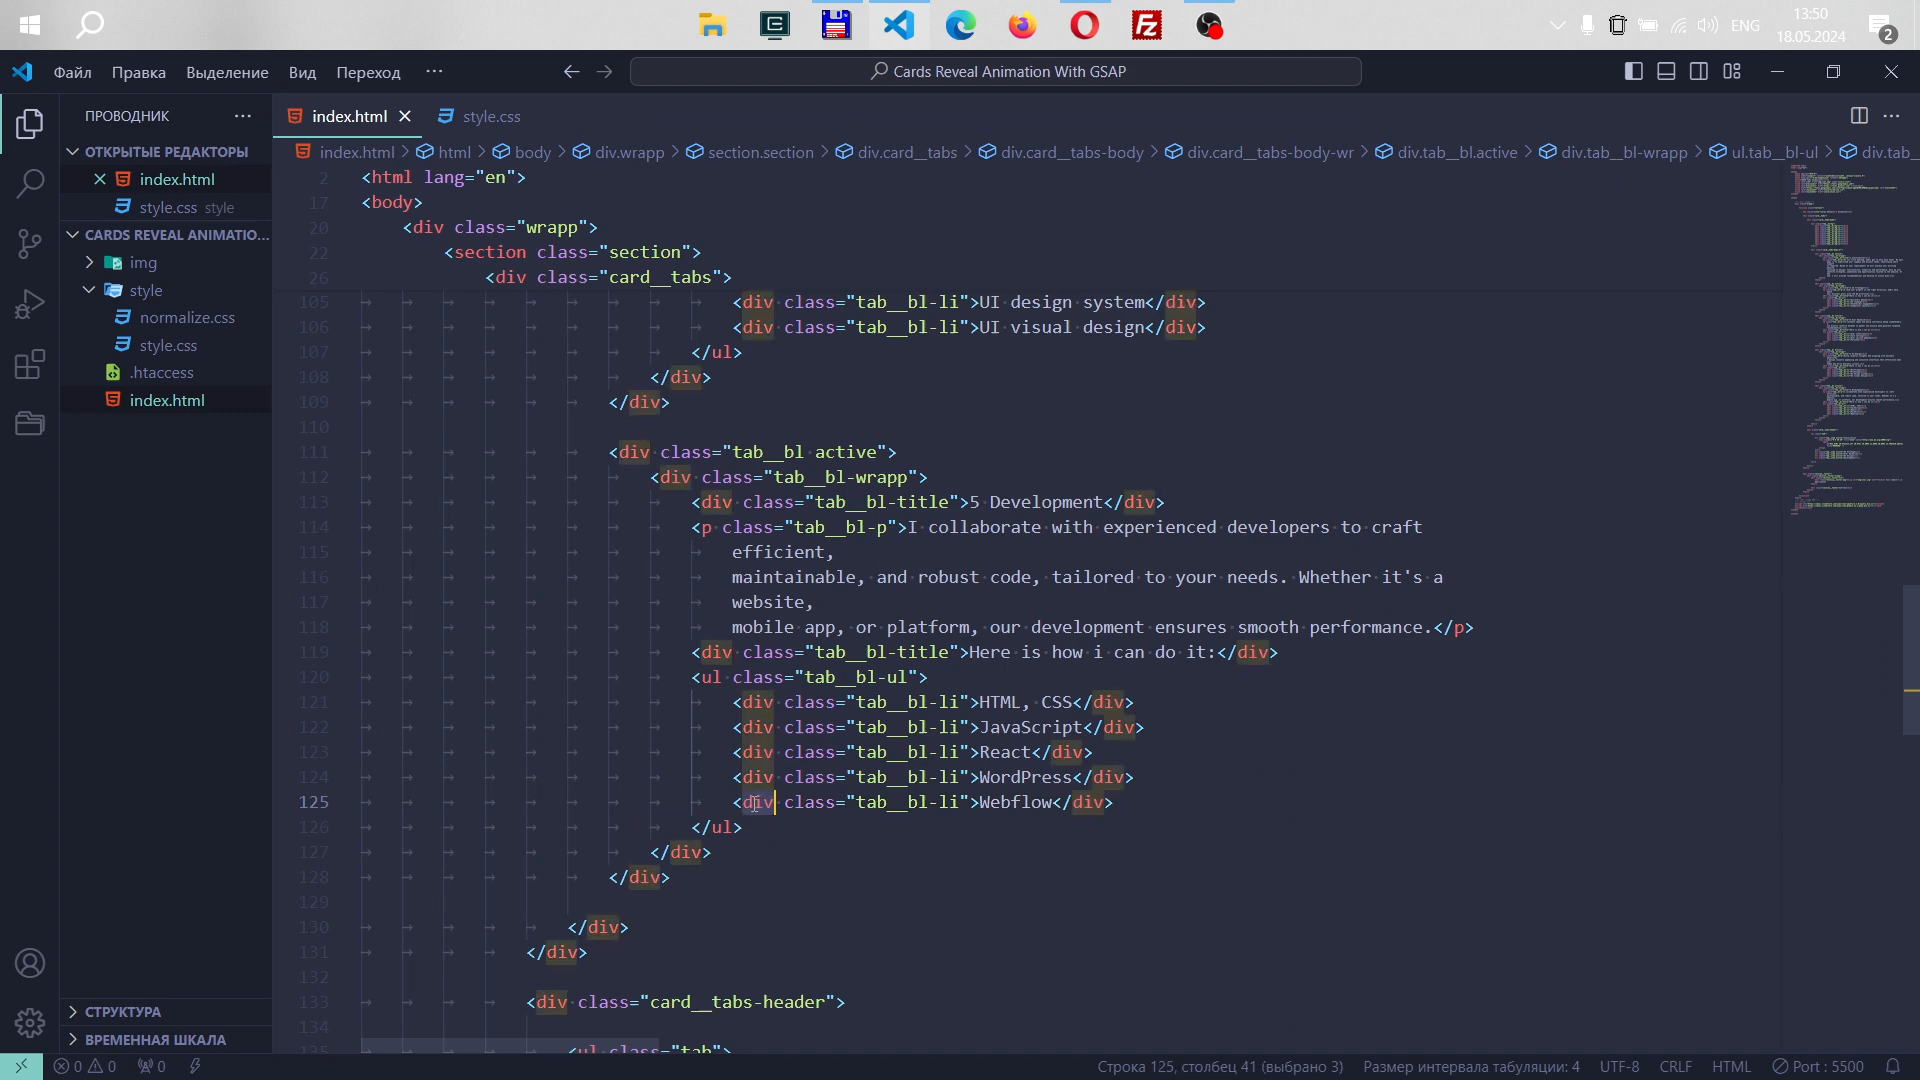 ENG
13:50
18.05.2024
2
Файл Правка Выделение Вид Переход ···
Cards Reveal Animation With GSAP
ПРОВОДНИК
ОТКРЫТЫЕ РЕДАКТОРЫ
index.html
style.css style
CARDS REVEAL ANIMATIO...
img
style
normalize.css
style.css
.htaccess
index.html
СТРУКТУРА
ВРЕМЕННАЯ ШКАЛА
index.html
style.css
index.html > html > body > div.wrapp > section.section > div.card__tabs > div.card__tabs-body > div.card__tabs-body-wr > div.tab__bl.active > div.tab__bl-wrapp > ul.tab__bl-ul > div.tab_
2 <html lang="en">
17 <body>
20 <div class="wrapp">
22 <section class="section">
26 <div class="card__tabs">
105 <div class="tab__bl-li">UI design system</div>
106 <div class="tab__bl-li">UI visual design</div>
107 </ul>
108 </div>
109 </div>
110
111 <div class="tab__bl active">
112 <div class="tab__bl-wrapp">
113 <div class="tab__bl-title">5 Development</div>
114 <p class="tab__bl-p">I collaborate with experienced developers to craft
115 efficient,
116 maintainable, and robust code, tailored to your needs. Whether it's a
117 website,
118 mobile app, or platform, our development ensures smooth performance.</p>
119 <div class="tab__bl-title">Here is how i can do it:</div>
120 <ul class="tab__bl-ul">
121 <div class="tab__bl-li">HTML, CSS</div>
122 <div class="tab__bl-li">JavaScript</div>
123 <div class="tab__bl-li">React</div>
124 <div class="tab__bl-li">WordPress</div>
125 <div class="tab__bl-li">Webflow</div>
126 </ul>
127 </div>
128 </div>
129
130 </div>
131 </div>
132
133 <div class="card__tabs-header">
134
135 <ul class="tab">
0 0 0
Строка 125, столбец 41 (выбрано 3) Размер интервала табуляции: 4 UTF-8 CRLF HTML Port : 5500